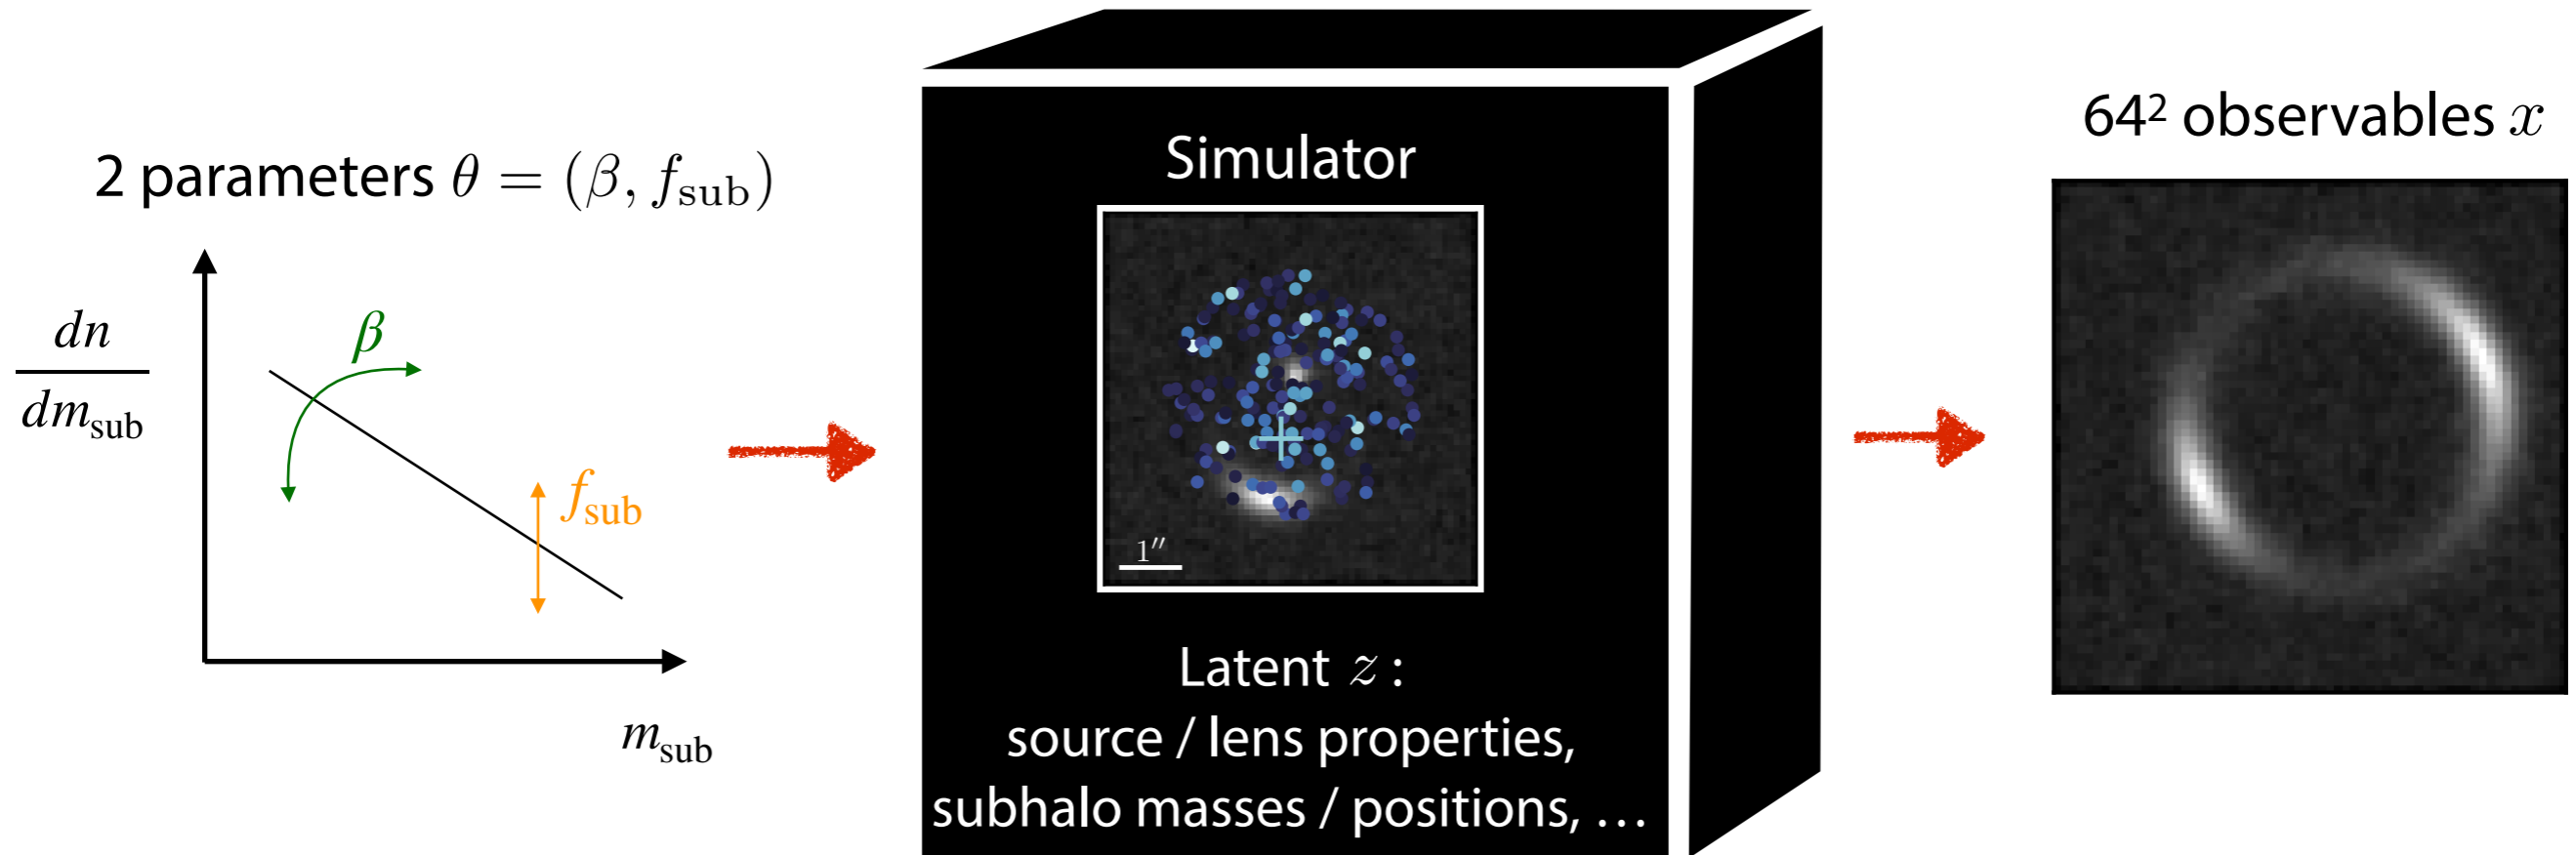 2 parameters θ = (β, f_sub)
dn
dm_sub
β
f_sub
m_sub
Simulator
1″
Latent z :
source / lens properties,
subhalo masses / positions, …
64² observables x